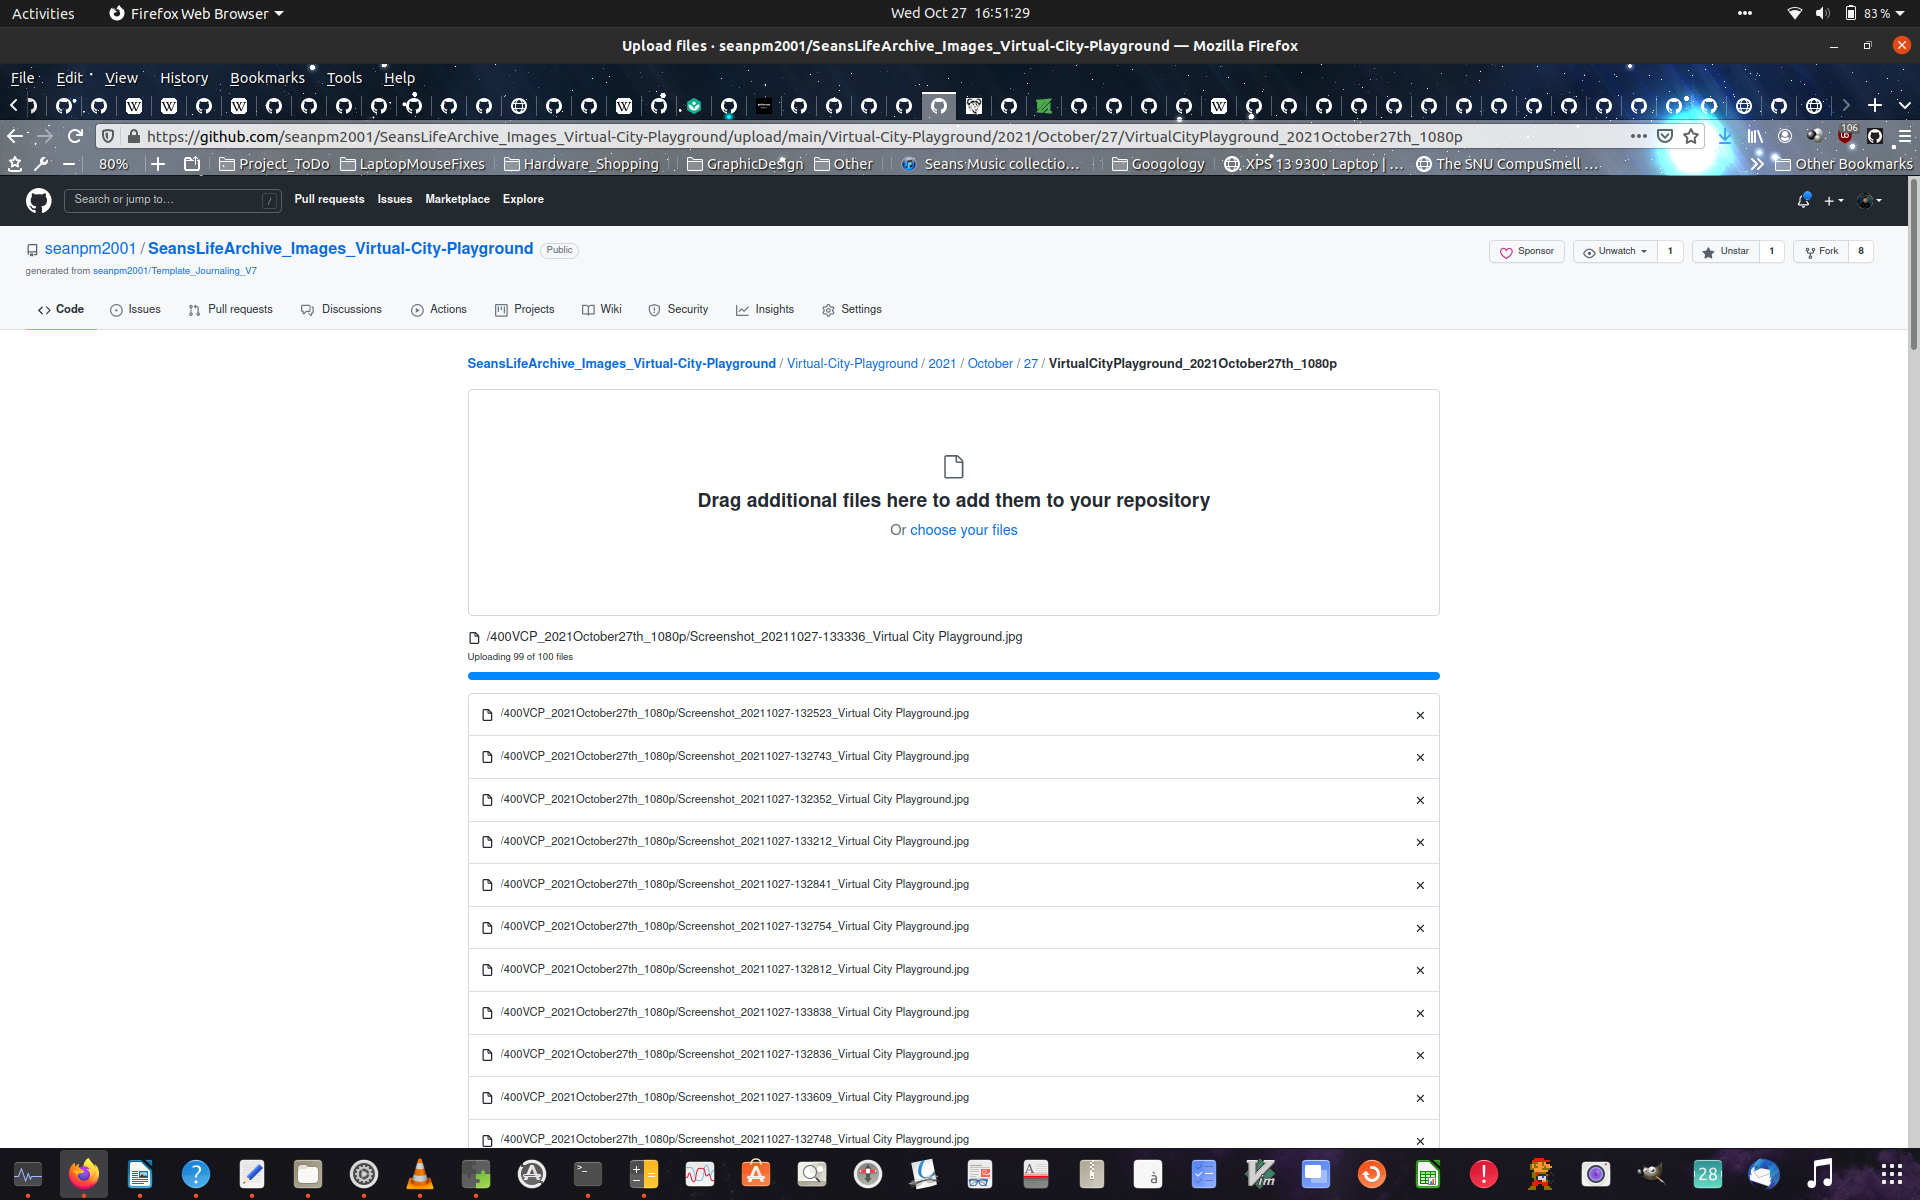 Activities Firefox Web Browser Wed Oct 27 16:51:29 83 %
Upload files · seanpm2001/SeansLifeArchive_Images_Virtual-City-Playground — Mozilla Firefox
File Edit View History Bookmarks Tools Help
https://github.com/seanpm2001/SeansLifeArchive_Images_Virtual-City-Playground/upload/main/Virtual-City-Playground/2021/October/27/VirtualCityPlayground_2021October27th_1080p 106
80% Project_ToDo LaptopMouseFixes Hardware_Shopping GraphicDesign Other Seans Music collectio… Googology XPS 13 9300 Laptop | … The SNU CompuSmell … Other Bookmarks
Search or jump to… / Pull requests Issues Marketplace Explore
seanpm2001 / SeansLifeArchive_Images_Virtual-City-Playground Public Sponsor Unwatch 1 Unstar 1 Fork 8
generated from seanpm2001/Template_Journaling_V7
Code Issues Pull requests Discussions Actions Projects Wiki Security Insights Settings
SeansLifeArchive_Images_Virtual-City-Playground / Virtual-City-Playground / 2021 / October / 27 / VirtualCityPlayground_2021October27th_1080p
Drag additional files here to add them to your repository
Or choose your files
/400VCP_2021October27th_1080p/Screenshot_20211027-133336_Virtual City Playground.jpg
Uploading 99 of 100 files
/400VCP_2021October27th_1080p/Screenshot_20211027-132523_Virtual City Playground.jpg
/400VCP_2021October27th_1080p/Screenshot_20211027-132743_Virtual City Playground.jpg
/400VCP_2021October27th_1080p/Screenshot_20211027-132352_Virtual City Playground.jpg
/400VCP_2021October27th_1080p/Screenshot_20211027-133212_Virtual City Playground.jpg
/400VCP_2021October27th_1080p/Screenshot_20211027-132841_Virtual City Playground.jpg
/400VCP_2021October27th_1080p/Screenshot_20211027-132754_Virtual City Playground.jpg
/400VCP_2021October27th_1080p/Screenshot_20211027-132812_Virtual City Playground.jpg
/400VCP_2021October27th_1080p/Screenshot_20211027-133838_Virtual City Playground.jpg
/400VCP_2021October27th_1080p/Screenshot_20211027-132836_Virtual City Playground.jpg
/400VCP_2021October27th_1080p/Screenshot_20211027-133609_Virtual City Playground.jpg
/400VCP_2021October27th_1080p/Screenshot_20211027-132748_Virtual City Playground.jpg
28